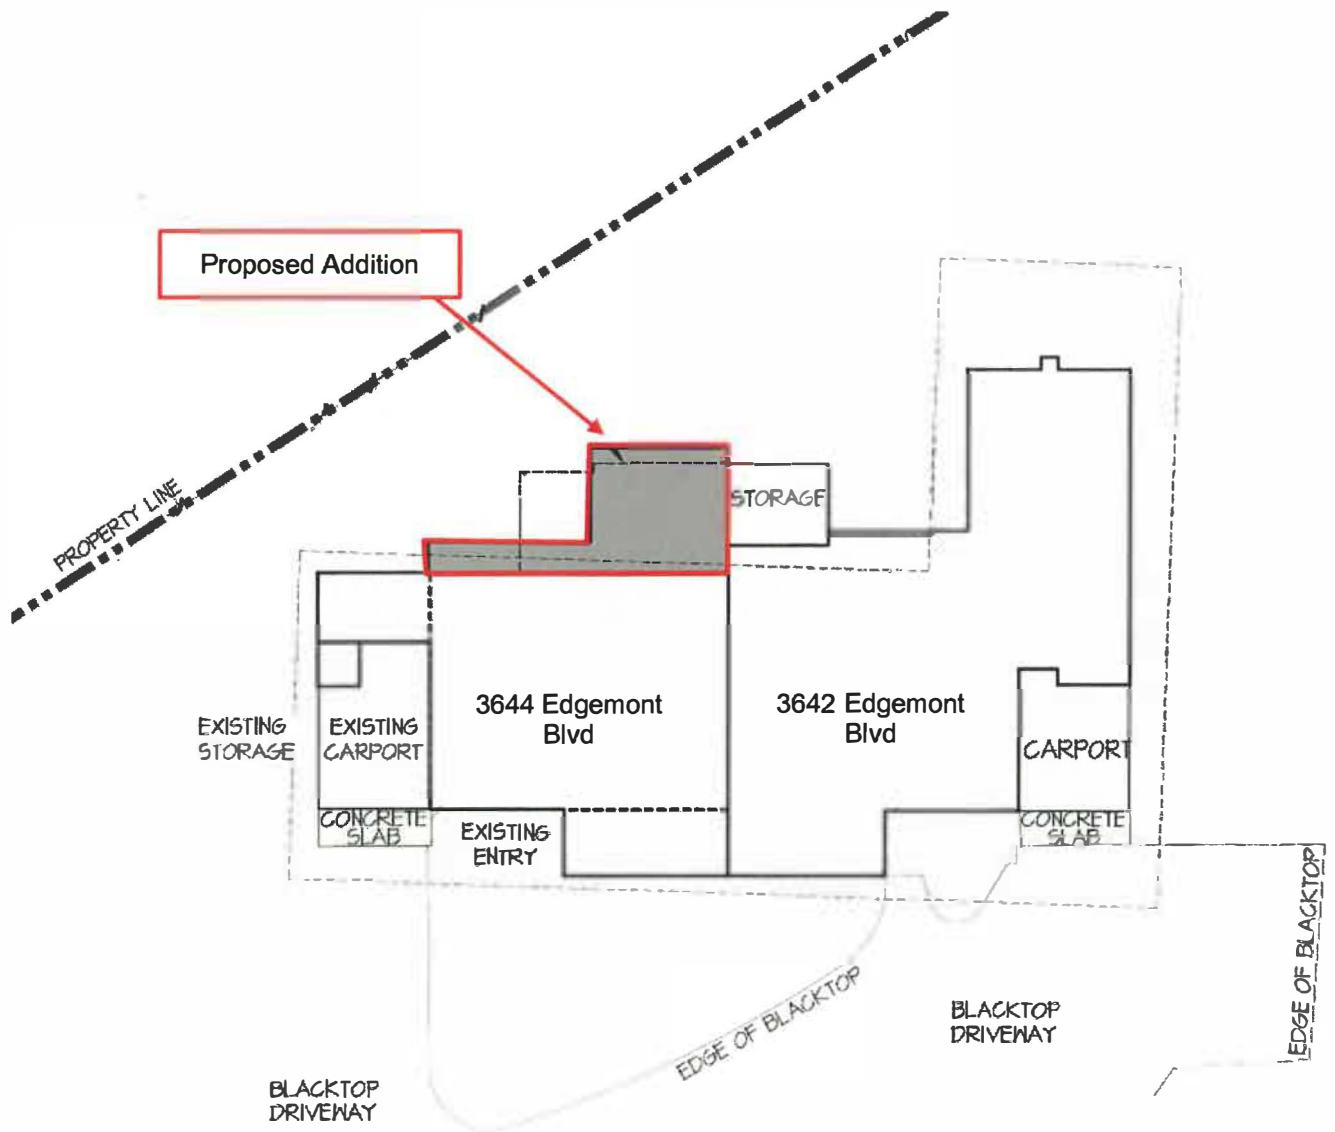 Proposed Addition
PROPERTY LINE
STORAGE
3644 Edgemont
Blvd
3642 Edgemont
Blvd
EXISTING
STORAGE
EXISTING
CARPORT
CARPORT
CONCRETE
SLAB
EXISTING
ENTRY
CONCRETE
SLAB
EDGE OF BLACKTOP
EDGE OF BLACKTOP
BLACKTOP
DRIVEWAY
BLACKTOP
DRIVEWAY